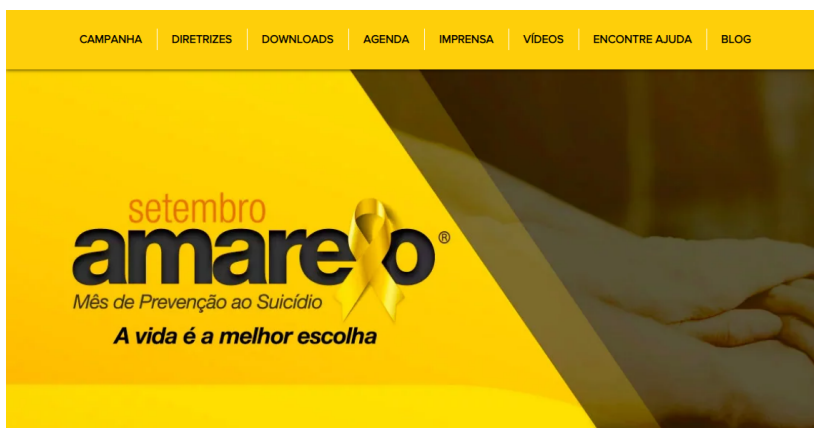 CAMPANHA DIRETRIZES DOWNLOADS AGENDA IMPRENSA VÍDEOS ENCONTRE AJUDA BLOG
setembro
amarelo®
Mês de Prevenção ao Suicídio
A vida é a melhor escolha